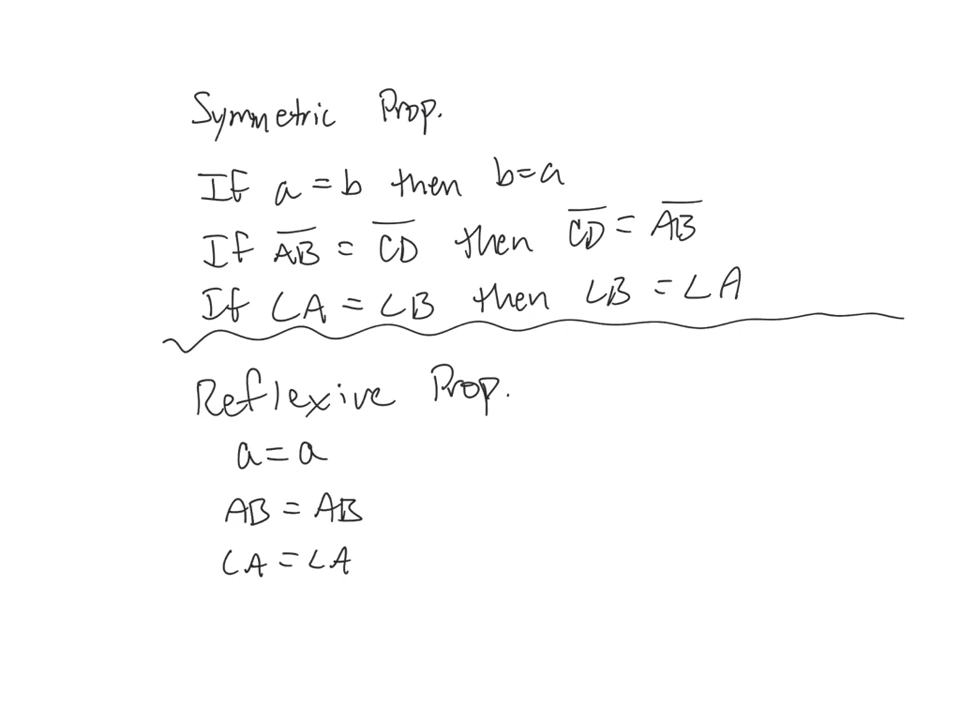 Symmetric Prop.
If a = b then b = a
If A̅B̅ = C̅D̅ then C̅D̅ = A̅B̅
If ∠A = ∠B then ∠B = ∠A
Reflexive Prop.
a = a
AB = AB
∠A = ∠A